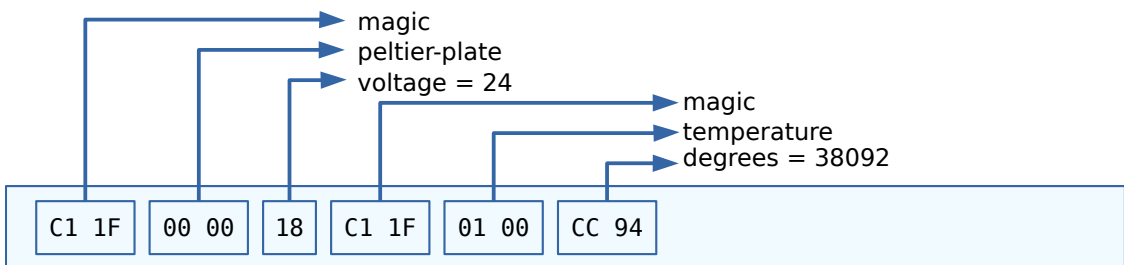 magic
peltier-plate
voltage = 24
magic
temperature
degrees = 38092
C1 1F 00 00 18 C1 1F 01 00 CC 94